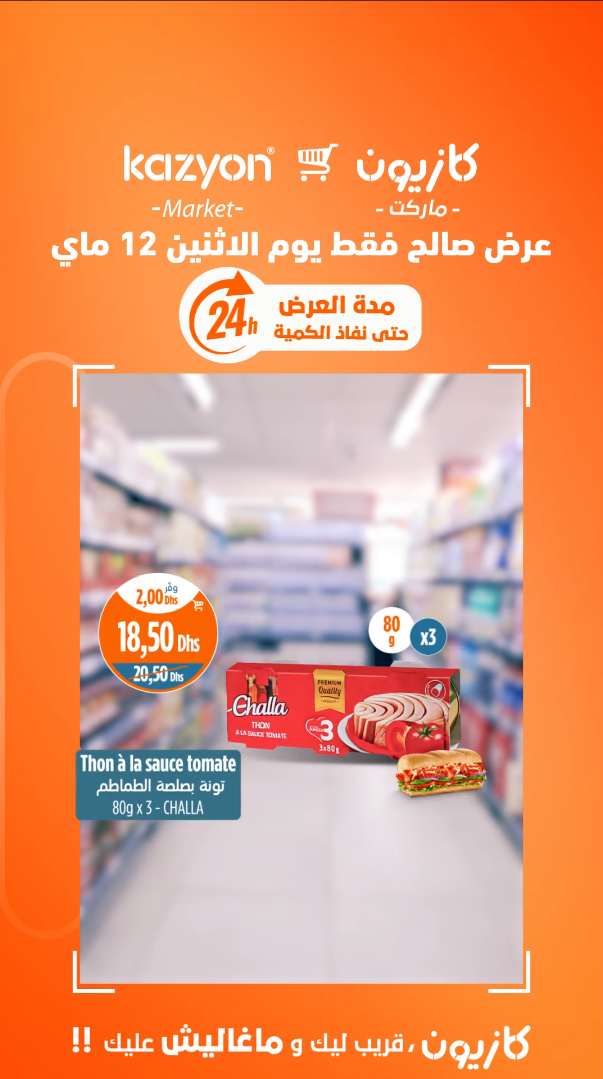 kazyon® كازيون
-Market- - ماركت -
عرض صالح فقط يوم الاثنين 12 ماي
24h
مدة العرض
حتى نفاذ الكمية
وفّر
2,00 Dhs
18,50 Dhs
20,50 Dhs
80 g
x3
Challa
THON
À LA SAUCE TOMATE
PREMIUM
Quality
3
3x80g
Thon à la sauce tomate
تونة بصلصة الطماطم
80g x 3 - CHALLA
كازيون، قريب ليك و ماغاليش عليك !!